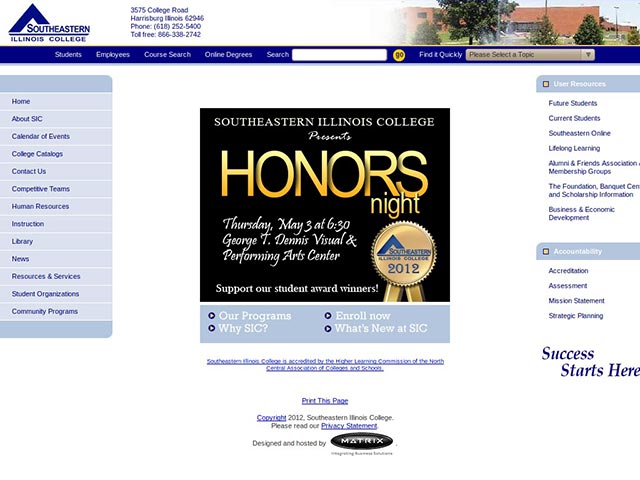 SOUTHEASTERN
ILLINOIS COLLEGE
3575 College Road
Harrisburg Illinois 62946
Phone: (618) 252-5400
Toll free: 866-338-2742
Students Employees Course Search Online Degrees Search go Find it Quickly Please Select a Topic
Home
About SIC
Calendar of Events
College Catalogs
Contact Us
Competitive Teams
Human Resources
Instruction
Library
News
Resources & Services
Student Organizations
Community Programs
SOUTHEASTERN ILLINOIS COLLEGE
Presents
HONORS
night
Thursday, May 3 at 6:30
George T. Dennis Visual &
Performing Arts Center
SOUTHEASTERN
ILLINOIS COLLEGE
2012
Support our student award winners!
Our Programs Enroll now
Why SIC? What's New at SIC
Southeastern Illinois College is accredited by the Higher Learning Commission of the North
Central Association of Colleges and Schools.
Print This Page
Copyright 2012, Southeastern Illinois College.
Please read our Privacy Statement.
Designed and hosted by MATRIX .
Integrating Business Solutions
User Resources
Future Students
Current Students
Southeastern Online
Lifelong Learning
Alumni & Friends Association
Membership Groups
The Foundation, Banquet Cent
and Scholarship Information
Business & Economic
Development
Accountability
Accreditation
Assessment
Mission Statement
Strategic Planning
Success
Starts Here